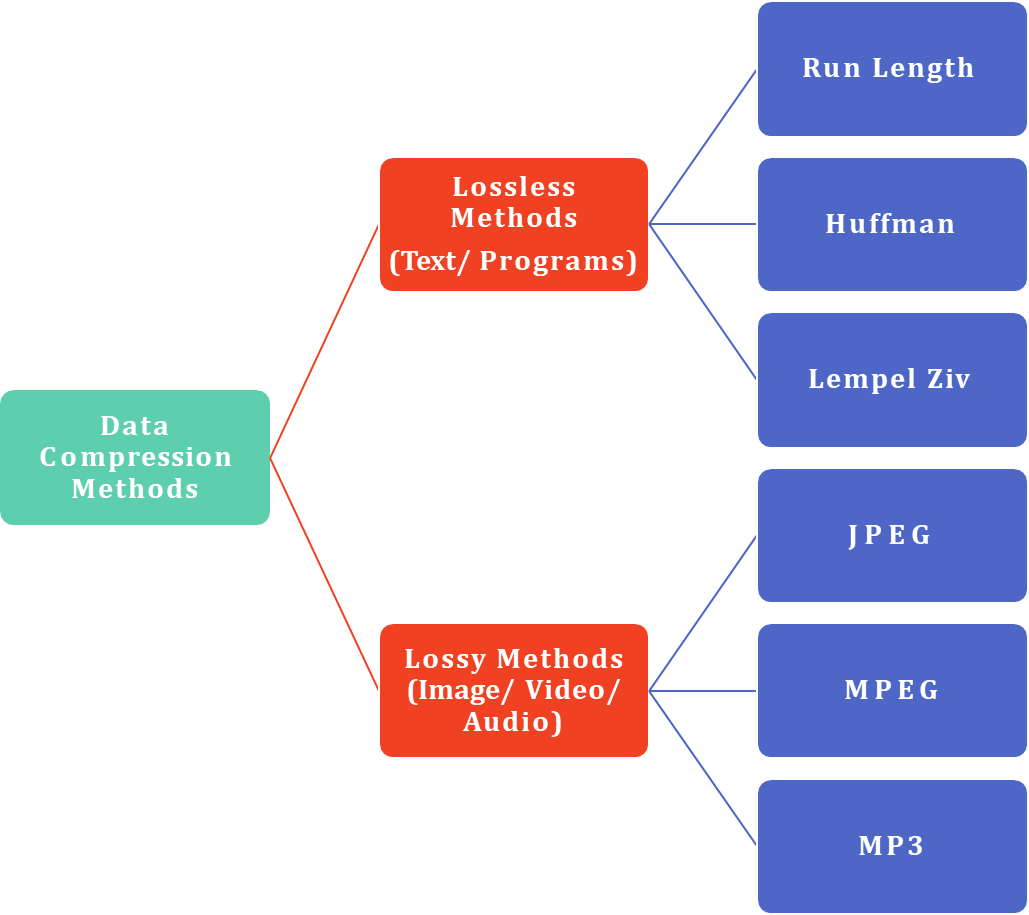 Data
Compression
Methods
Lossless
Methods
(Text/ Programs)
Run Length
Huffman
Lempel Ziv
Lossy Methods
(Image/ Video/
Audio)
JPEG
MPEG
MP3